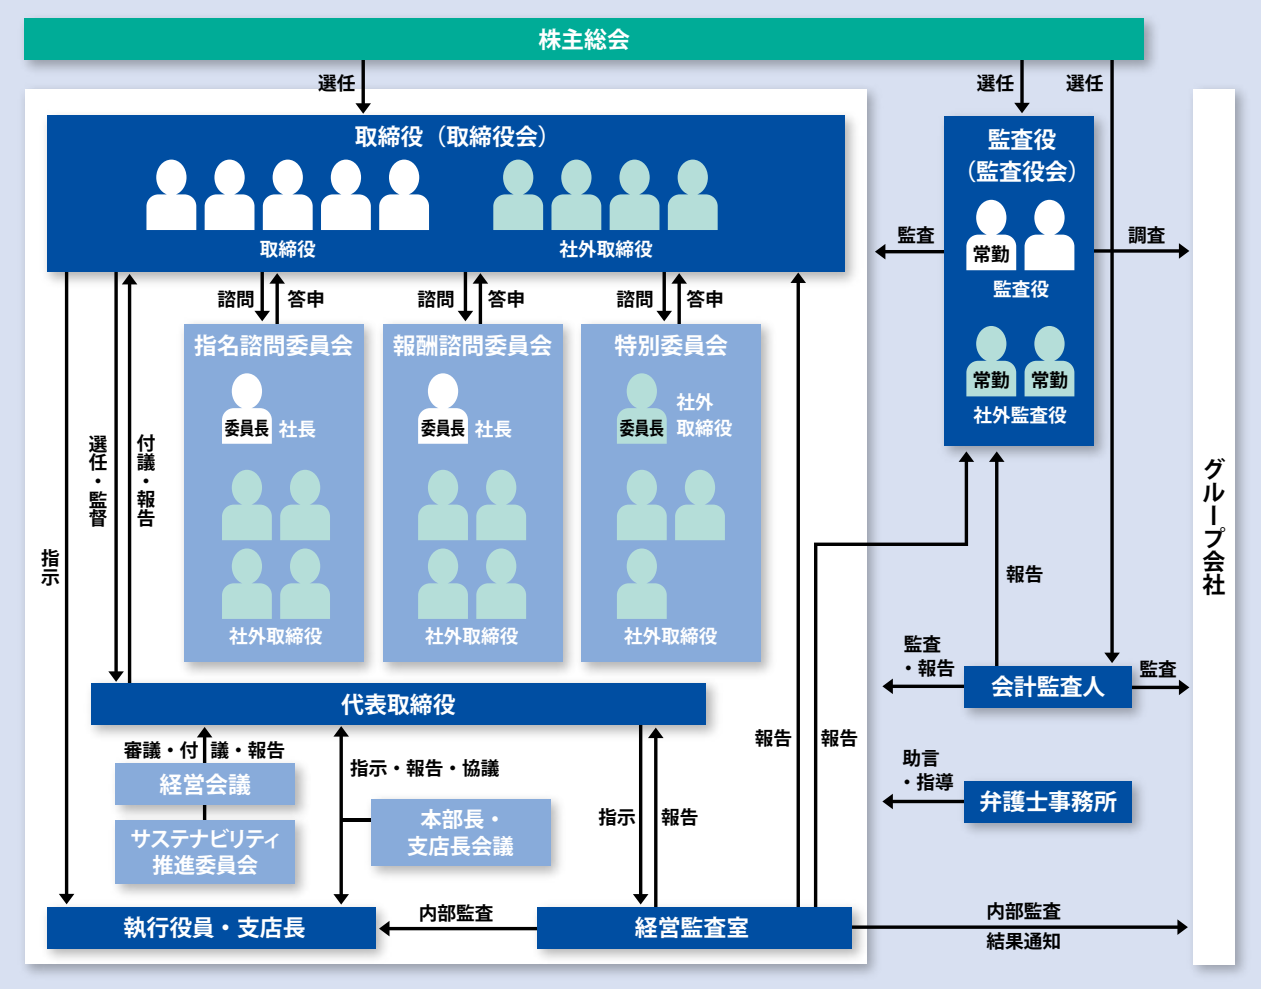 株主総会
選任
選任
選任
取締役（取締役会）
取締役
社外取締役
監査役
（監査役会）
常勤
監査役
常勤
常勤
社外監査役
監査
調査
諮問
答申
諮問
答申
諮問
答申
指名諮問委員会
委員長
社長
社外取締役
報酬諮問委員会
委員長
社長
社外取締役
特別委員会
委員長
社外
取締役
社外取締役
指示
選任・監督
付議・報告
グループ会社
報告
監査
・報告
会計監査人
監査
代表取締役
審議・付
議・報告
経営会議
サステナビリティ
推進委員会
指示・報告・協議
本部長・
支店長会議
指示
報告
報告
報告
助言
・指導
弁護士事務所
執行役員・支店長
内部監査
経営監査室
内部監査
結果通知